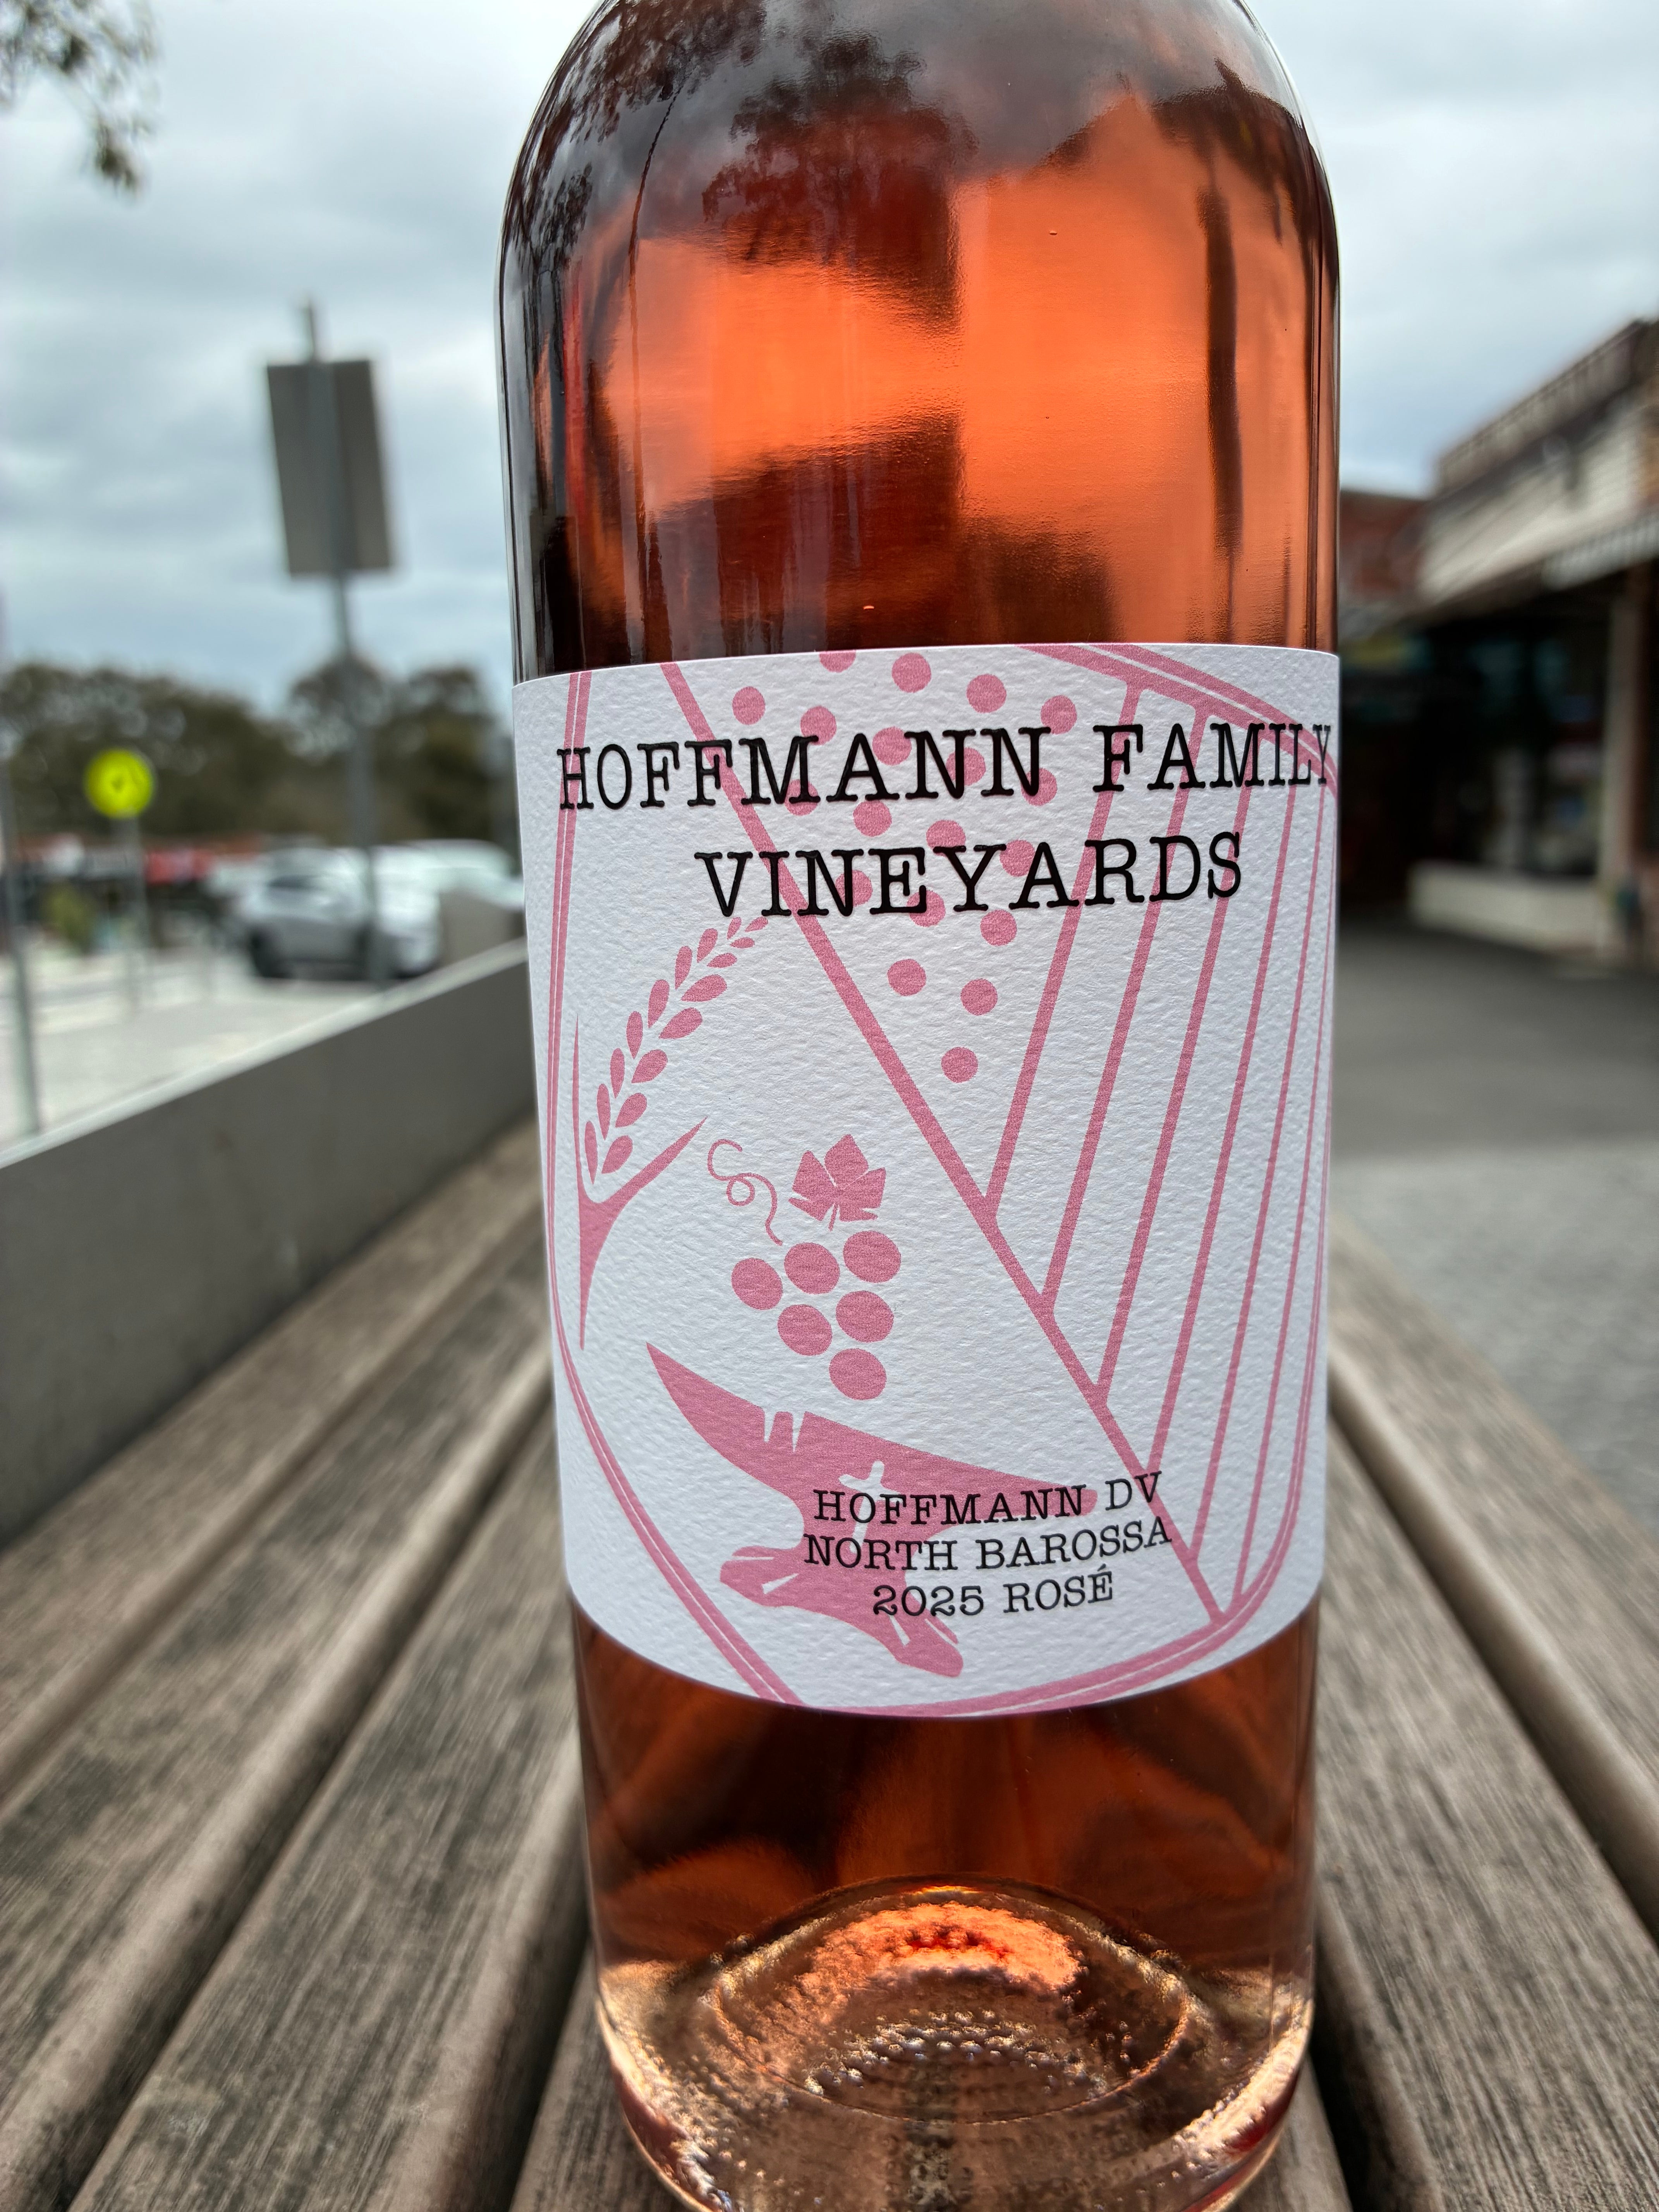 HOFFMANN FAMILY
VINEYARDS
HOFFMANN DV
NORTH BAROSSA
2025 ROSÉ